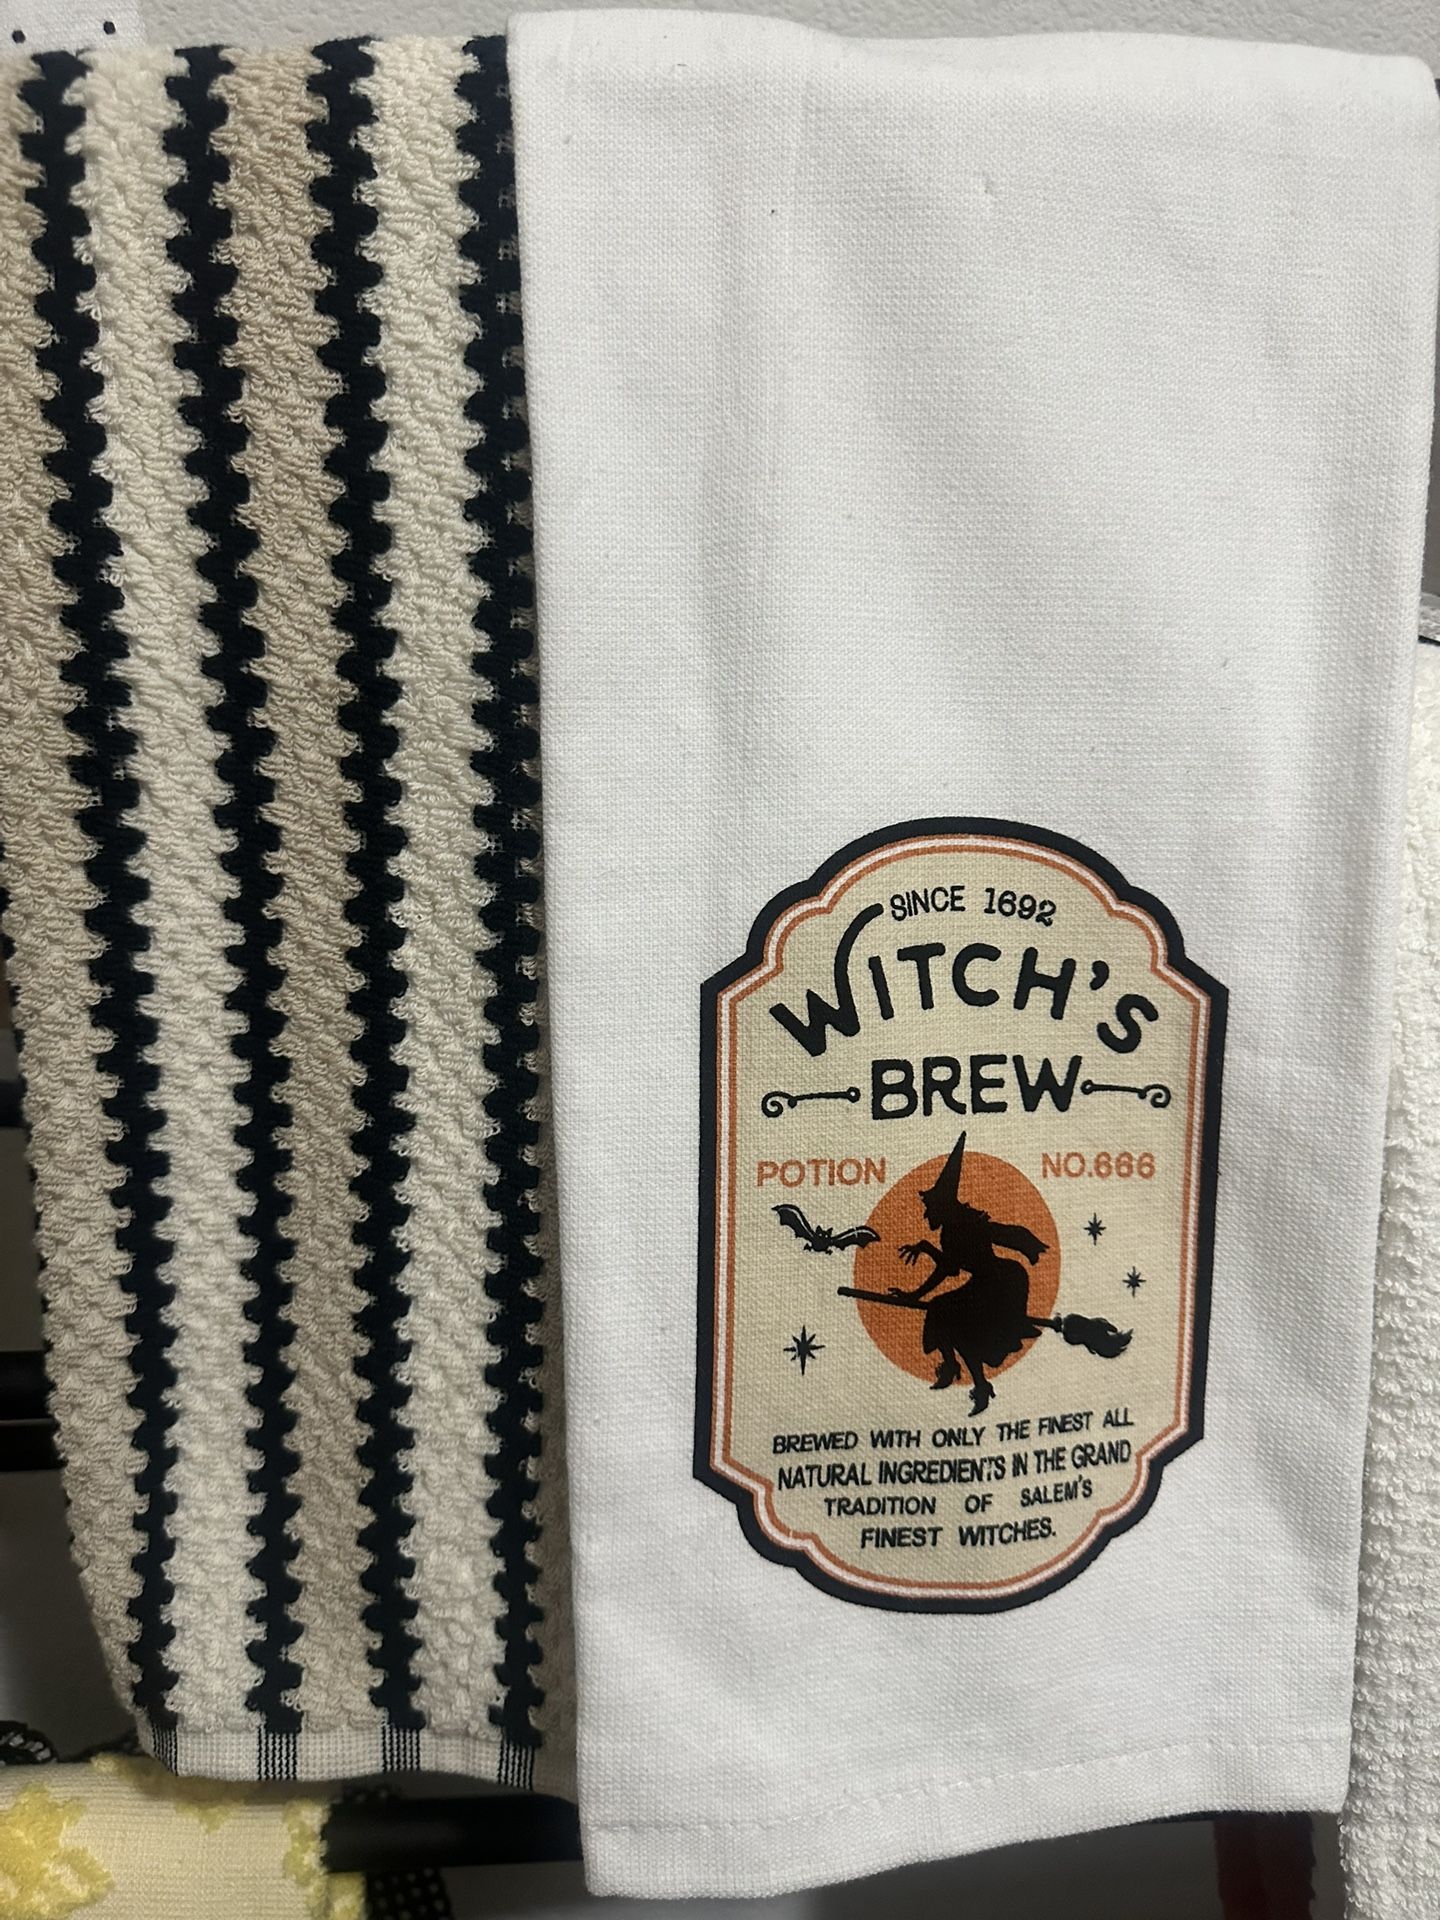 SINCE 1692
WITCH'S
BREW
POTION NO.666
BREWED WITH ONLY THE FINEST ALL
NATURAL INGREDIENTS IN THE GRAND
TRADITION OF SALEM'S
FINEST WITCHES.